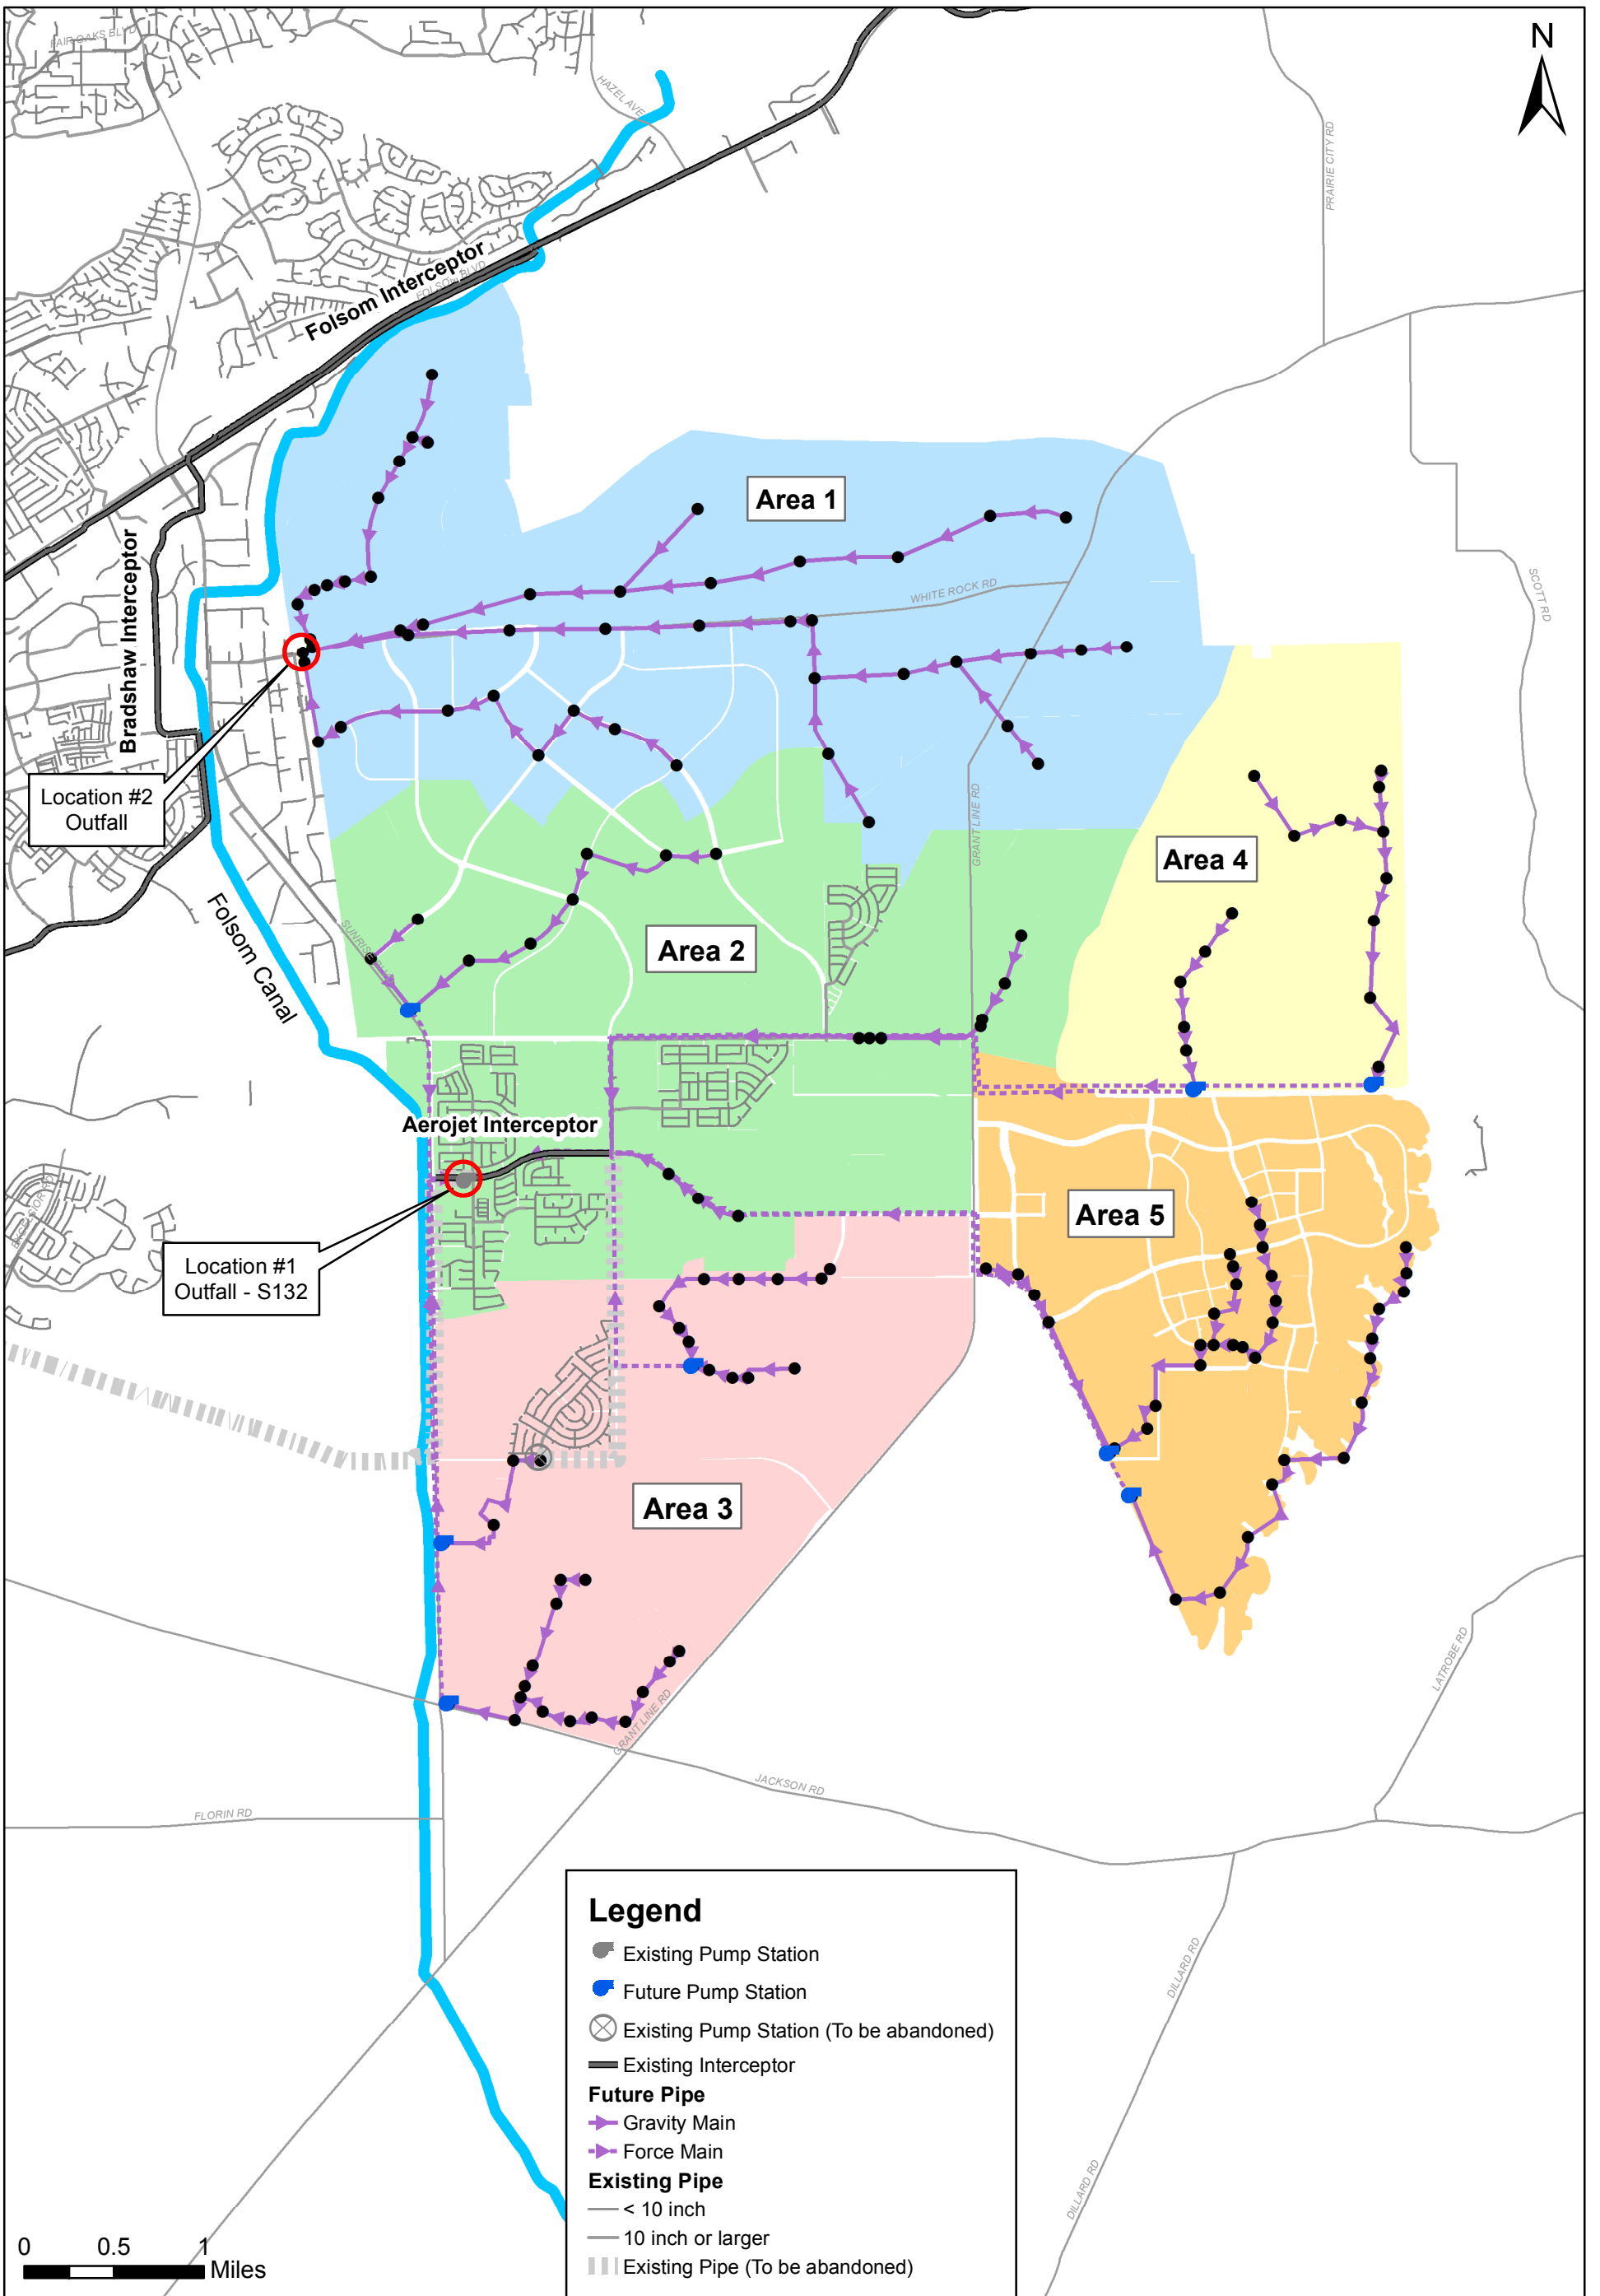 FAIR OAKS BLVD
HAZEL AVE
N
PRAIRIE CITY RD
Folsom Interceptor
FOLSOM BLVD
Area 1
Bradshaw Interceptor
WHITE ROCK RD
SCOTT RD
Location #2
Outfall
GRANT LINE RD
Area 4
Folsom Canal
SUNRISE
Area 2
Aerojet Interceptor
Area 5
Location #1
Outfall - S132
Area 3
GRANT LINE RD
LATROBE RD
JACKSON RD
FLORIN RD
DILLARD RD
DILLARD RD
Legend
Existing Pump Station
Future Pump Station
Existing Pump Station (To be abandoned)
Existing Interceptor
Future Pipe
Gravity Main
Force Main
Existing Pipe
< 10 inch
10 inch or larger
Existing Pipe (To be abandoned)
0 0.5 1
Miles